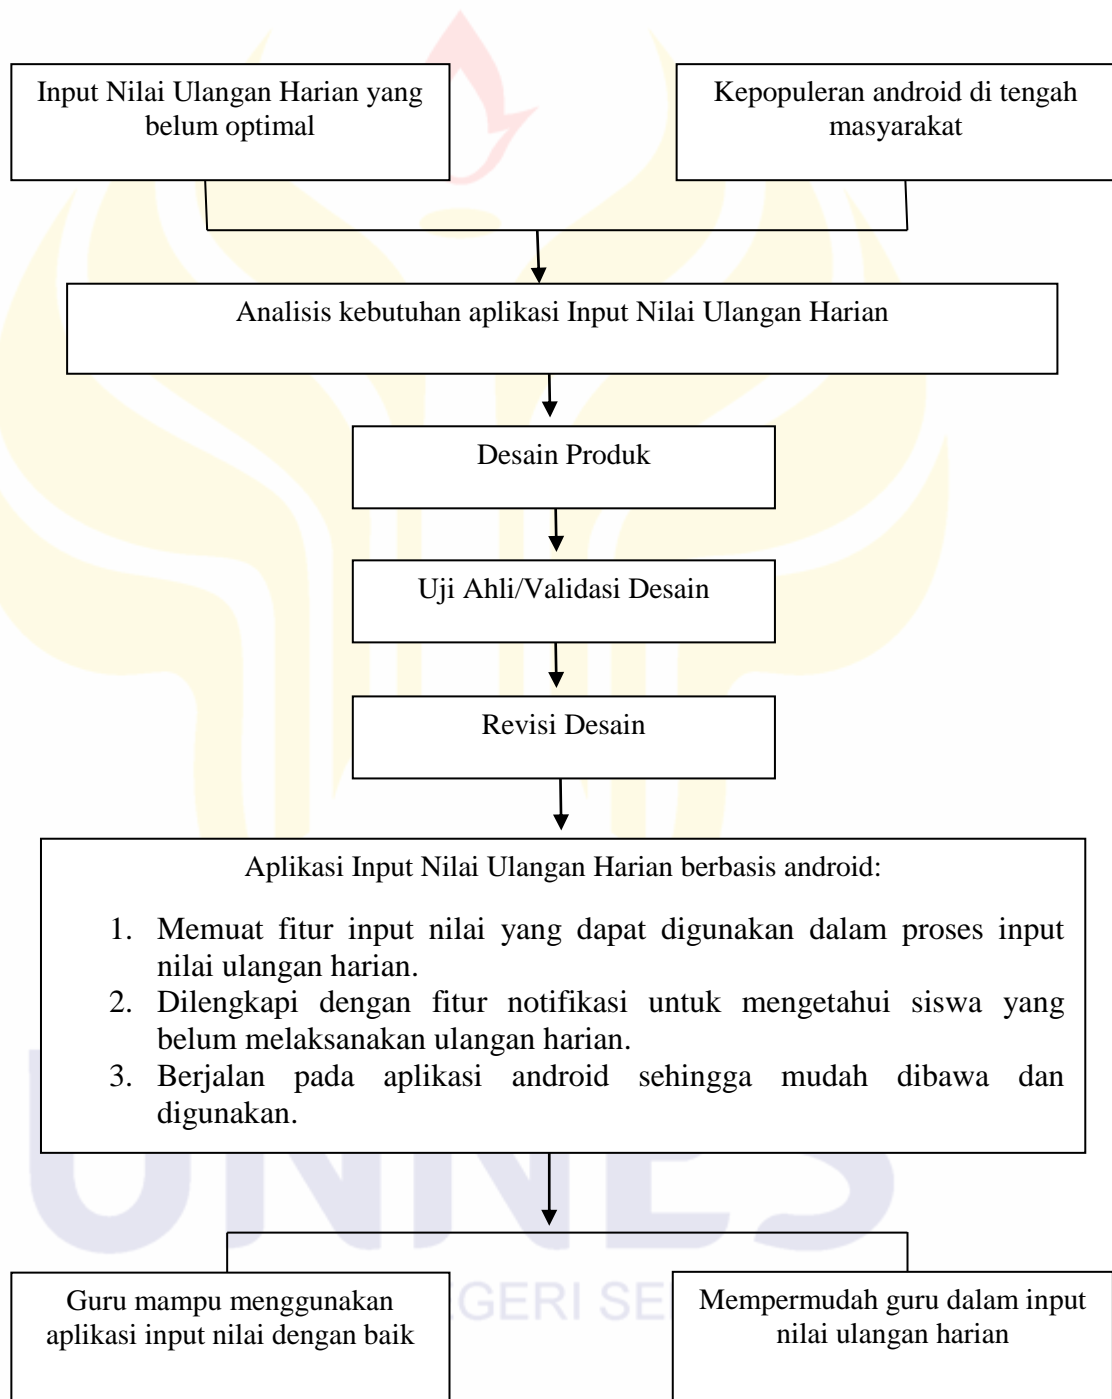 Input Nilai Ulangan Harian yang
belum optimal
Kepopuleran android di tengah
masyarakat
Analisis kebutuhan aplikasi Input Nilai Ulangan Harian
Desain Produk
Uji Ahli/Validasi Desain
Revisi Desain
Aplikasi Input Nilai Ulangan Harian berbasis android:
1. Memuat fitur input nilai yang dapat digunakan dalam proses input
nilai ulangan harian.
2. Dilengkapi dengan fitur notifikasi untuk mengetahui siswa yang
belum melaksanakan ulangan harian.
3. Berjalan pada aplikasi android sehingga mudah dibawa dan
digunakan.
UNNES
Guru mampu menggunakan
aplikasi input nilai dengan baik
EGERI SE
Mempermudah guru dalam input
nilai ulangan harian